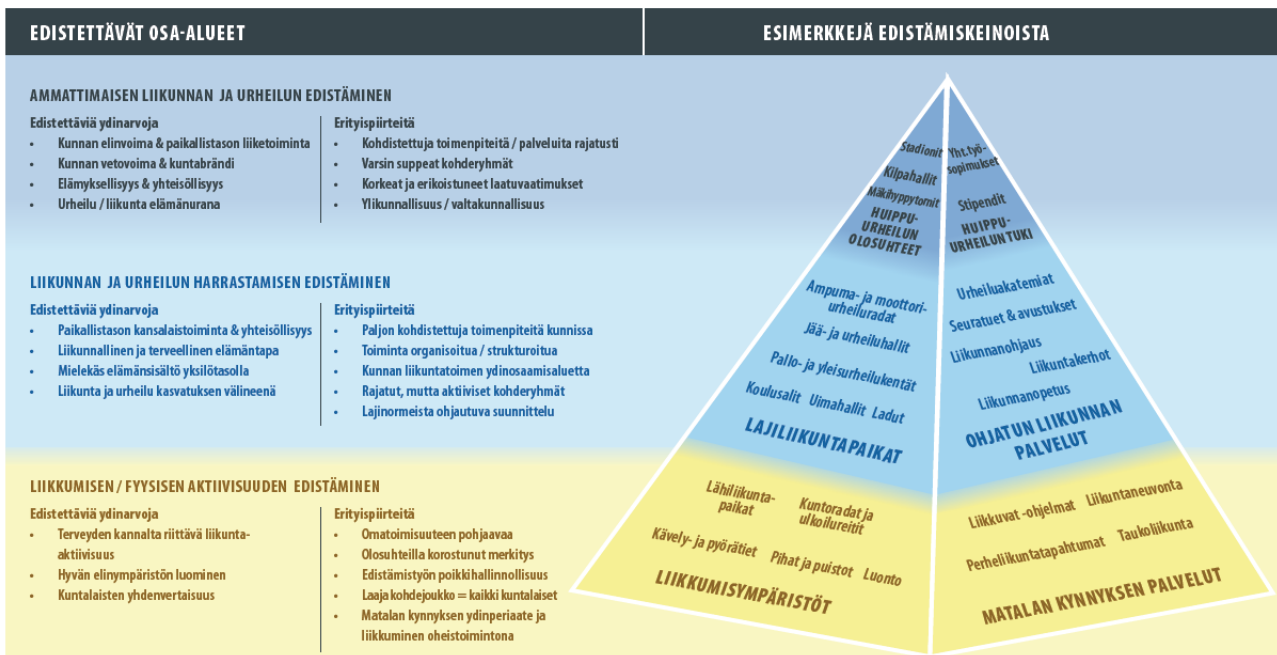 EDISTETTÄVÄT OSA-ALUEET
ESIMERKKEJÄ EDISTÄMISKEINOISTA
AMMATTIMAISEN LIIKUNNAN JA URHEILUN EDISTÄMINEN
Edistettäviä ydinarvoja
• Kunnan elinvoima & paikallistason liiketoiminta
• Kunnan vetovoima & kuntabrändi
• Elämyksellisyys & yhteisöllisyys
• Urheilu / liikunta elämänurana
Erityispiirteitä
• Kohdistettuja toimenpiteitä / palveluita rajatusti
• Varsin suppeat kohderyhmät
• Korkeat ja erikoistuneet laatuvaatimukset
• Ylikunnallisuus / valtakunnallisuus
LIIKUNNAN JA URHEILUN HARRASTAMISEN EDISTÄMINEN
Edistettäviä ydinarvoja
• Paikallistason kansalaistoiminta & yhteisöllisyys
• Liikunnallinen ja terveellinen elämäntapa
• Mielekäs elämänsisältö yksilötasolla
• Liikunta ja urheilu kasvatuksen välineenä
Erityispiirteitä
• Paljon kohdistettuja toimenpiteitä kunnissa
• Toiminta organisoitua / strukturoitua
• Kunnan liikuntatoimen ydinosaamisaluetta
• Rajatut, mutta aktiiviset kohderyhmät
• Lajinormeista ohjautuva suunnittelu
LIIKKUMISEN / FYYSISEN AKTIIVISUUDEN EDISTÄMINEN
Edistettäviä ydinarvoja
• Terveyden kannalta riittävä liikunta-
aktiivisuus
• Hyvän elinympäristön luominen
• Kuntalaisten yhdenvertaisuus
Erityispiirteitä
• Omatoimisuuteen pohjaavaa
• Olosuhteilla korostunut merkitys
• Edistämistyön poikkihallinnollisuus
• Laaja kohdejoukko = kaikki kuntalaiset
• Matalan kynnyksen ydinperiaate ja
liikkuminen oheistoimintona
Stadionit
Kilpahallit
Mäkihyppytornit
HUIPPU-
URHEILUN
OLOSUHTEET
Yht.työ-
sopimukset
Stipendit
HUIPPU-
URHEILUN TUKI
Ampuma- ja moottori-
urheiluradat
Jää- ja urheiluhallit
Pallo- ja yleisurheilukentät
Koulusalit Uimahallit Ladut
LAJILIIKUNTAPAIKAT
Urheiluakatemiat
Seuratuet & avustukset
Liikunnanohjaus
Liikuntakerhot
Liikunnanopetus
OHJATUN LIIKUNNAN
PALVELUT
Lähiliikunta-
paikat
Kuntoradat ja
ulkoilureitit
Kävely- ja pyörätiet Pihat ja puistot Luonto
LIIKKUMISYMPÄRISTÖT
Liikkuvat -ohjelmat Liikuntaneuvonta
Perheliikuntatapahtumat Taukoliikunta
MATALAN KYNNYKSEN PALVELUT